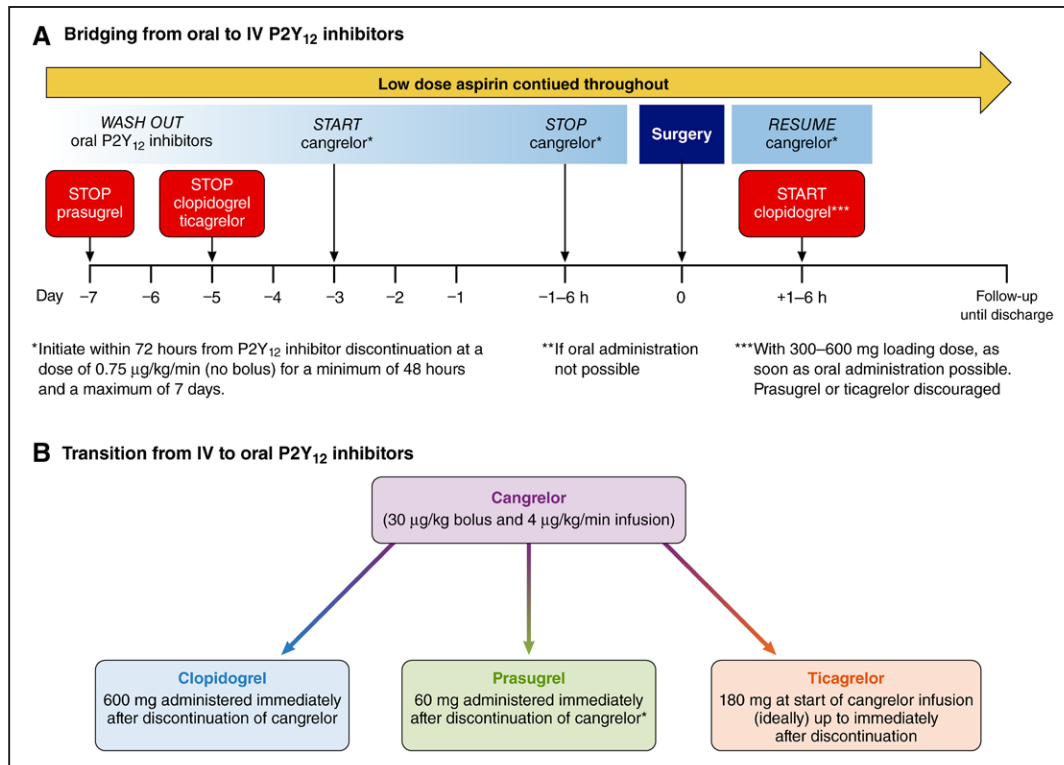 A Bridging from oral to IV P2Y12 inhibitors
Low dose aspirin contiued throughout
WASH OUT
oral P2Y12 inhibitors
START
cangrelor*
STOP
cangrelor*
Surgery
RESUME
cangrelor*
STOP
prasugrel
STOP
clopidogrel
ticagrelor
START
clopidogrel***
Day −7 −6 −5 −4 −3 −2 −1 −1–6 h 0 +1–6 h Follow-up
until discharge
*Initiate within 72 hours from P2Y12 inhibitor discontinuation at a
dose of 0.75 μg/kg/min (no bolus) for a minimum of 48 hours
and a maximum of 7 days.
**If oral administration
not possible
***With 300–600 mg loading dose, as
soon as oral administration possible.
Prasugrel or ticagrelor discouraged
B Transition from IV to oral P2Y12 inhibitors
Cangrelor
(30 μg/kg bolus and 4 μg/kg/min infusion)
Clopidogrel
600 mg administered immediately
after discontinuation of cangrelor
Prasugrel
60 mg administered immediately
after discontinuation of cangrelor*
Ticagrelor
180 mg at start of cangrelor infusion
(ideally) up to immediately
after discontinuation